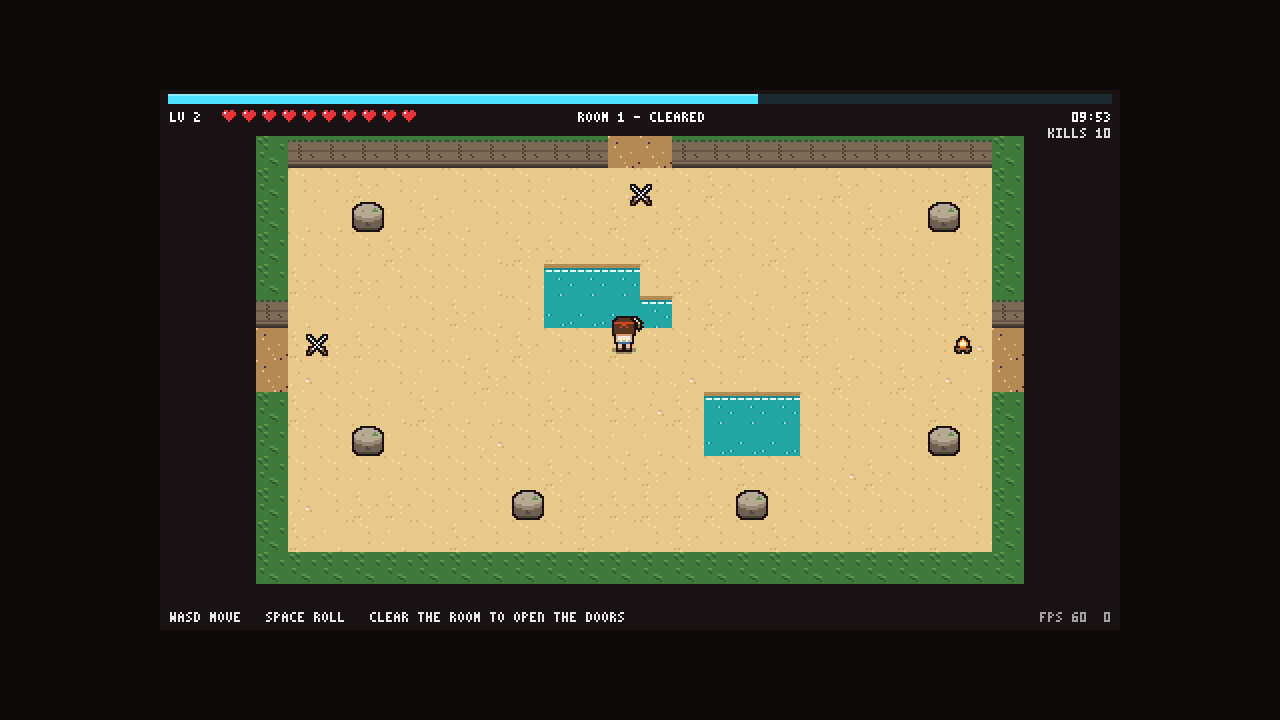 LV 2
ROOM 1 - CLEARED
09:53
KILLS 10
WASD MOVE SPACE ROLL CLEAR THE ROOM TO OPEN THE DOORS
FPS 60 0